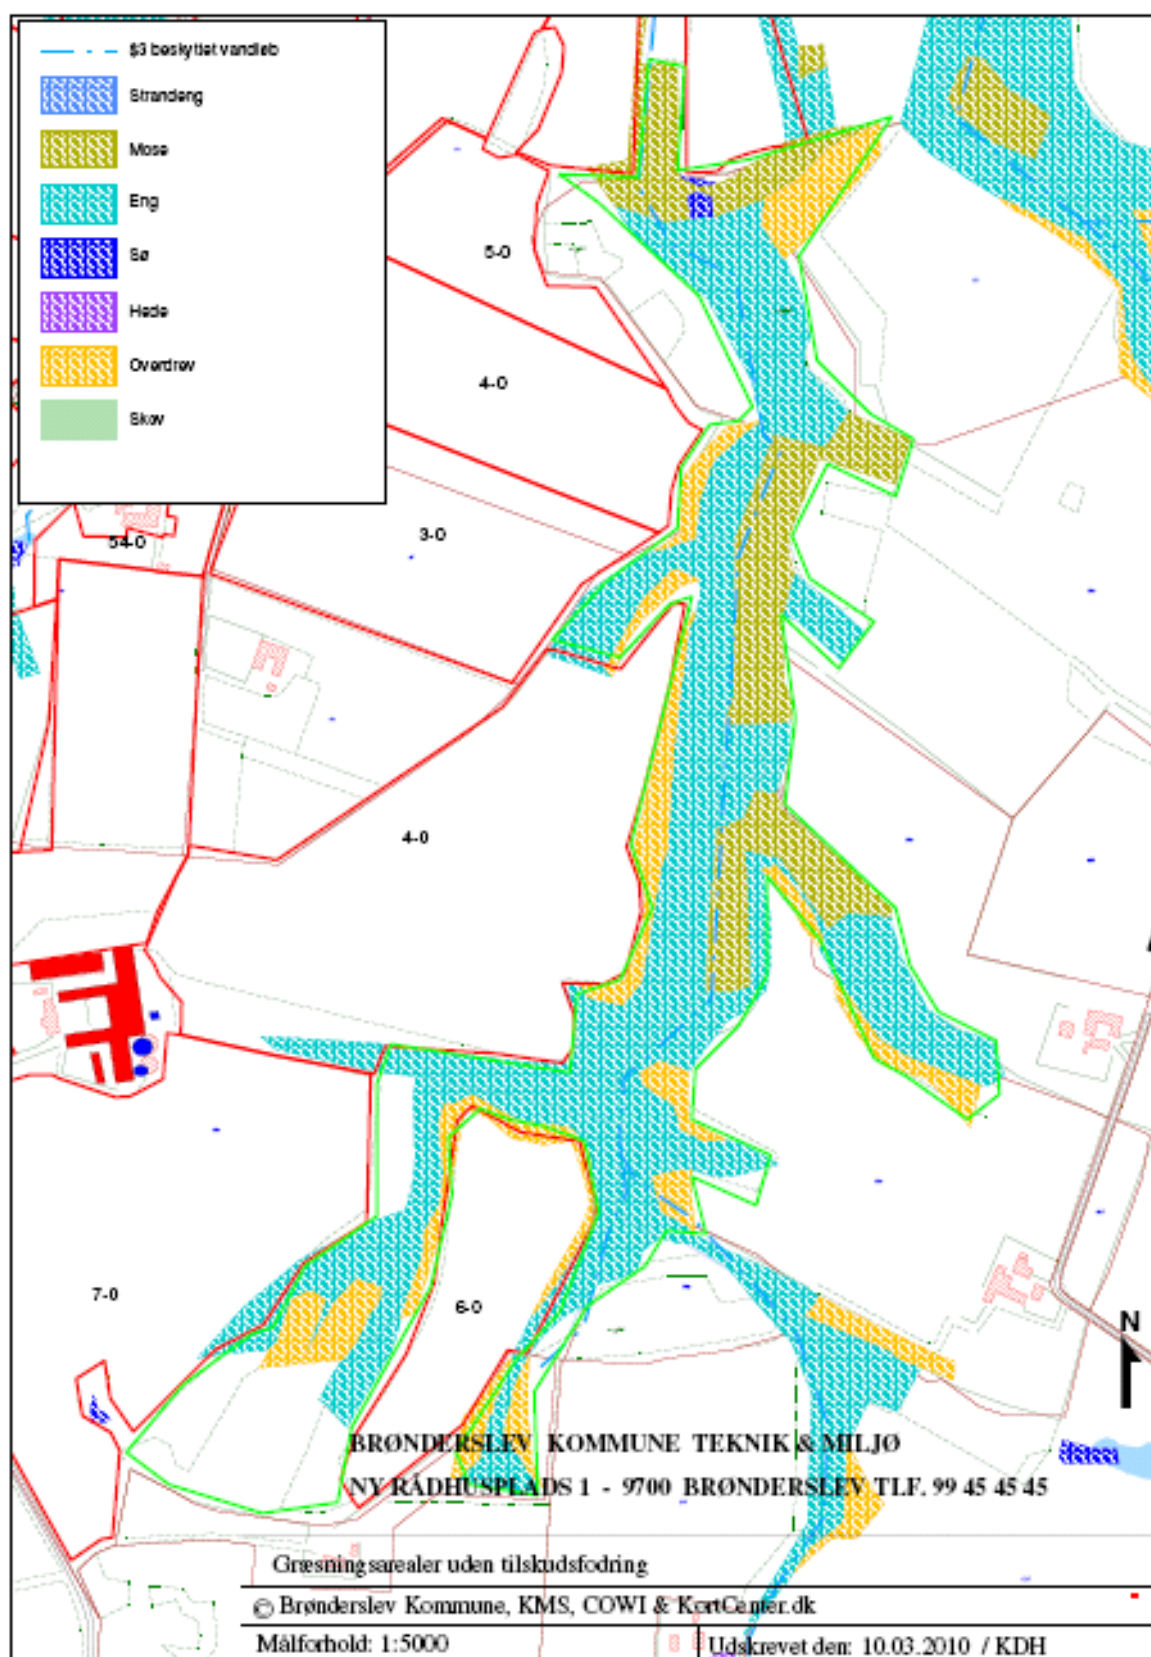 §3 beskyttet vandløb
Strandeng
Mose
Eng
Sø
Hede
Overdrev
Skov
5-0
4-0
3-0
54-0
4-0
7-0
6-0
N
BRØNDERSLEV KOMMUNE TEKNIK & MILJØ
NY RÅDHUSPLADS 1 - 9700 BRØNDERSLEV TLF. 99 45 45 45
Græsningsarealer uden tilskudsfodring
© Brønderslev Kommune, KMS, COWI & KortCenter.dk
Målforhold: 1:5000
Udskrevet den: 10.03.2010 / KDH